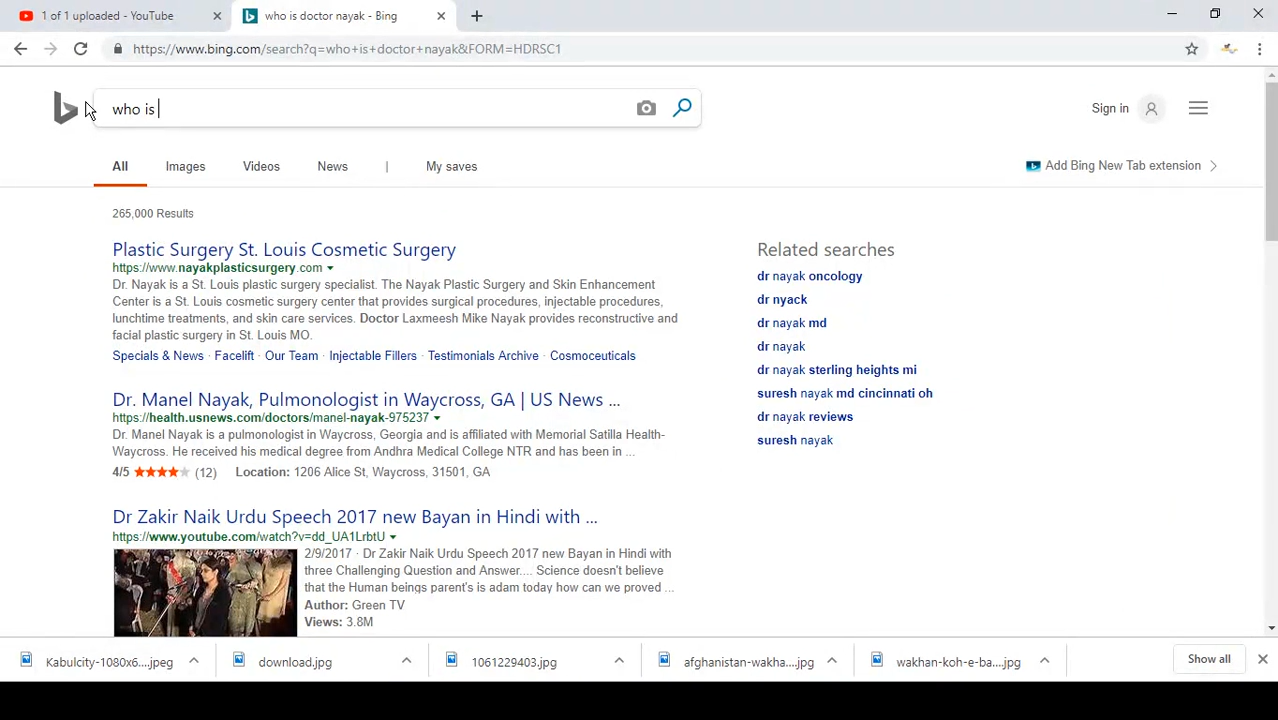 1 of 1 uploaded - YouTube
who is doctor nayak - Bing
https://www.bing.com/search?q=who+is+doctor+nayak&FORM=HDRSC1
who is
Sign in
All
Images
Videos
News
|
My saves
Add Bing New Tab extension
265,000 Results
Plastic Surgery St. Louis Cosmetic Surgery
https://www.nayakplasticsurgery.com
Dr. Nayak is a St. Louis plastic surgery specialist. The Nayak Plastic Surgery and Skin Enhancement
Center is a St. Louis cosmetic surgery center that provides surgical procedures, injectable procedures,
lunchtime treatments, and skin care services. Doctor Laxmeesh Mike Nayak provides reconstructive and
facial plastic surgery in St. Louis MO.
Specials & News · Facelift · Our Team · Injectable Fillers · Testimonials Archive · Cosmoceuticals
Dr. Manel Nayak, Pulmonologist in Waycross, GA | US News ...
https://health.usnews.com/doctors/manel-nayak-975237
Dr. Manel Nayak is a pulmonologist in Waycross, Georgia and is affiliated with Memorial Satilla Health-
Waycross. He received his medical degree from Andhra Medical College NTR and has been in ...
4/5 (12) Location: 1206 Alice St, Waycross, 31501, GA
Dr Zakir Naik Urdu Speech 2017 new Bayan in Hindi with ...
https://www.youtube.com/watch?v=dd_UA1LrbtU
2/9/2017 · Dr Zakir Naik Urdu Speech 2017 new Bayan in Hindi with
three Challenging Question and Answer.... Science doesn't believe
that the Human beings parent's is adam today how can we proved ...
Author: Green TV
Views: 3.8M
Related searches
dr nayak oncology
dr nyack
dr nayak md
dr nayak
dr nayak sterling heights mi
suresh nayak md cincinnati oh
dr nayak reviews
suresh nayak
Kabulcity-1080x6....jpeg
download.jpg
1061229403.jpg
afghanistan-wakha....jpg
wakhan-koh-e-ba....jpg
Show all